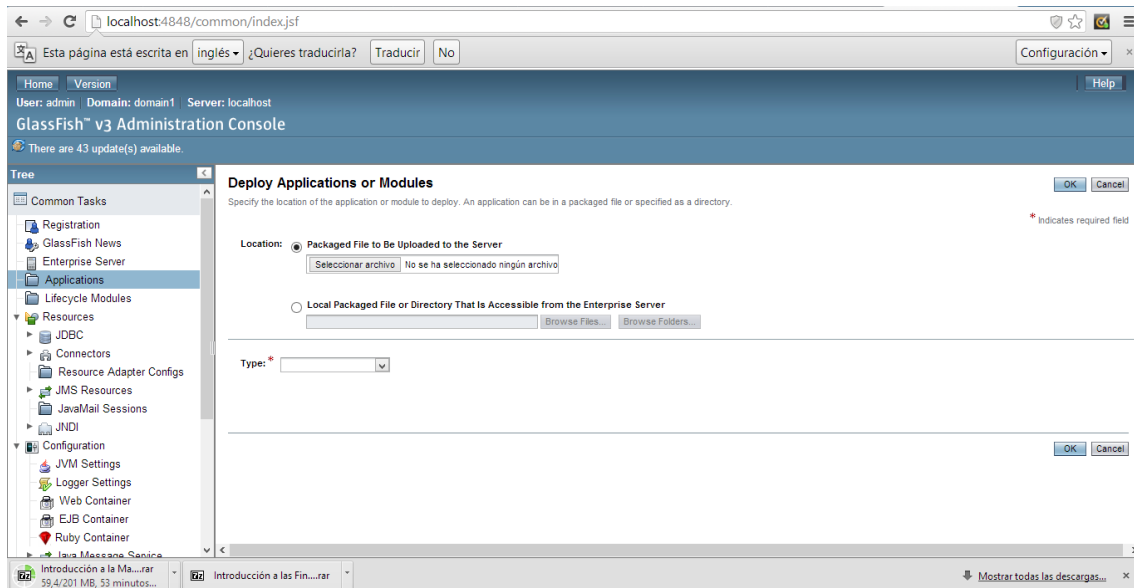 localhost:4848/common/index.jsf
Esta página está escrita en inglés ¿Quieres traducirla? Traducir No Configuración
Home Version Help
User: admin Domain: domain1 Server: localhost
GlassFish™ v3 Administration Console
There are 43 update(s) available.
Tree
Common Tasks
Registration
GlassFish News
Enterprise Server
Applications
Lifecycle Modules
Resources
JDBC
Connectors
Resource Adapter Configs
JMS Resources
JavaMail Sessions
JNDI
Configuration
JVM Settings
Logger Settings
Web Container
EJB Container
Ruby Container
Java Message Service
Deploy Applications or Modules
OK Cancel
Specify the location of the application or module to deploy. An application can be in a packaged file or specified as a directory.
* Indicates required field
Location: Packaged File to Be Uploaded to the Server
Seleccionar archivo No se ha seleccionado ningún archivo
Local Packaged File or Directory That Is Accessible from the Enterprise Server
Browse Files... Browse Folders...
Type: *
OK Cancel
Introducción a la Ma....rar
59,4/201 MB, 53 minutos...
Introducción a las Fin....rar
Mostrar todas las descargas...